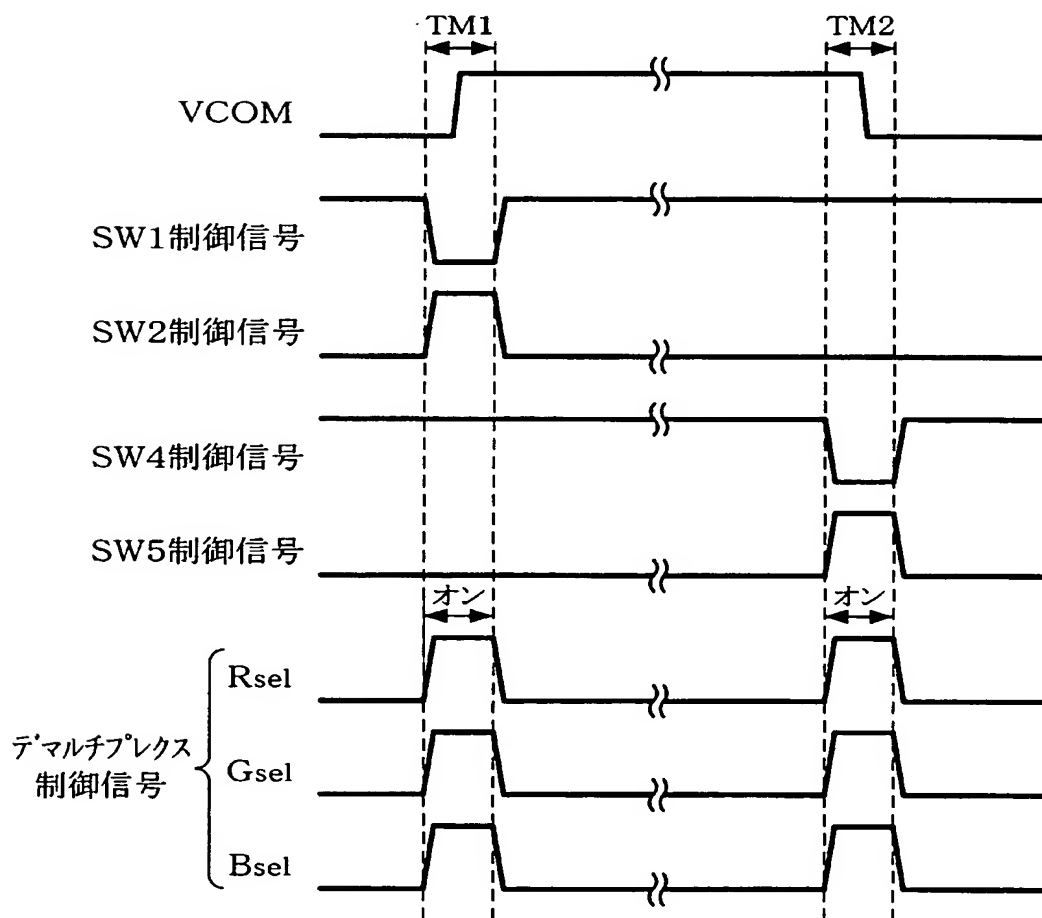 TM1
TM2
VCOM
SW1制御信号
SW2制御信号
SW4制御信号
SW5制御信号
オン
オン
Rsel
デマルチプレクス
制御信号
Gsel
Bsel